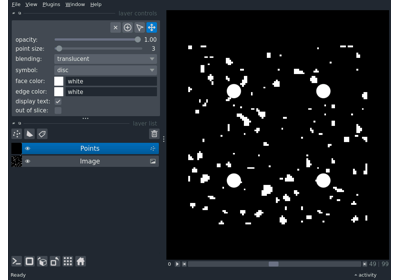 File View Plugins Window Help
layer controls
opacity: 1.00
point size: 3
blending: translucent
symbol: disc
face color: white
edge color: white
display text:
out of slice:
layer list
Points
Image
49 99
Ready activity